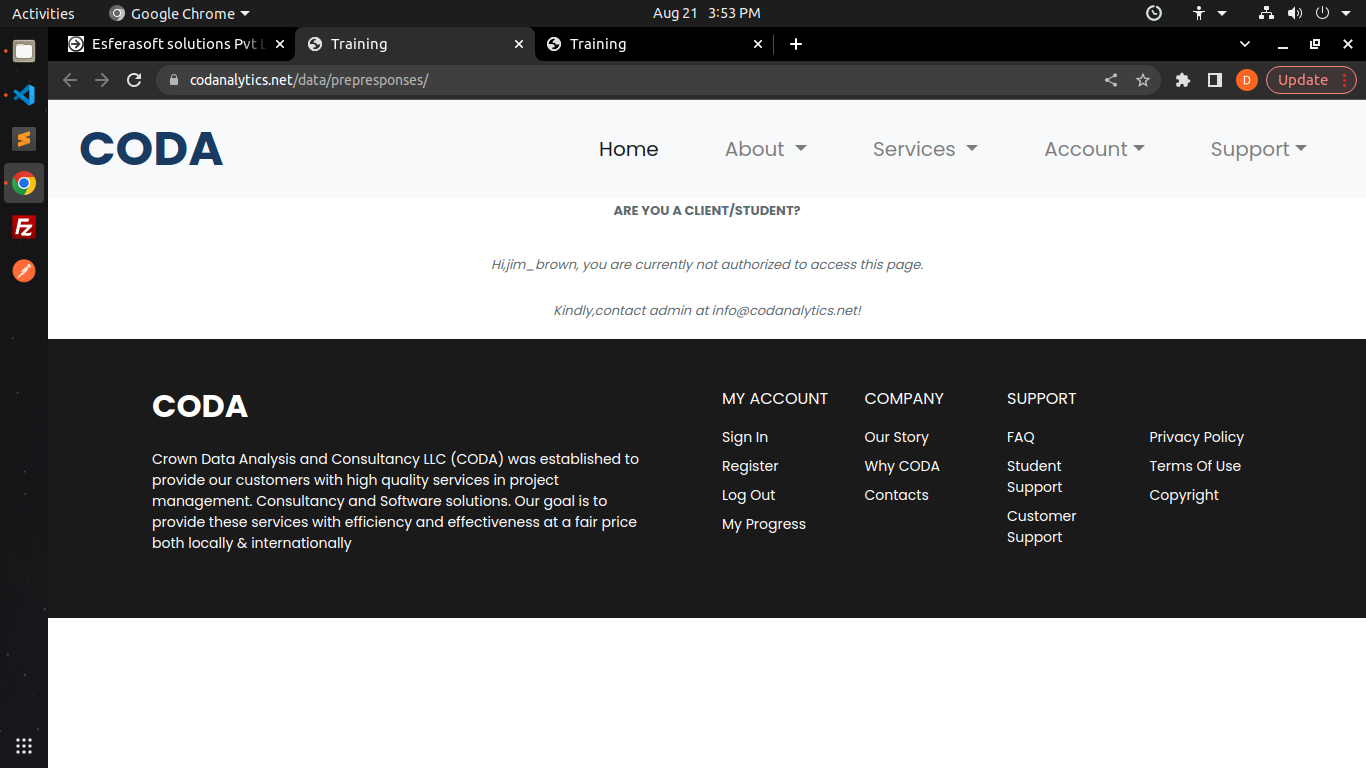 Activities
Google Chrome
Aug 21 3:53 PM
Esferasoft solutions Pvt L
Training
Training
codanalytics.net/data/prepresponses/
D
Update
CODA
Home
About
Services
Account
Support
ARE YOU A CLIENT/STUDENT?
Hi,jim_brown, you are currently not authorized to access this page.
Kindly,contact admin at info@codanalytics.net!
CODA
Crown Data Analysis and Consultancy LLC (CODA) was established to
provide our customers with high quality services in project
management. Consultancy and Software solutions. Our goal is to
provide these services with efficiency and effectiveness at a fair price
both locally & internationally
MY ACCOUNT
Sign In
Register
Log Out
My Progress
COMPANY
Our Story
Why CODA
Contacts
SUPPORT
FAQ
Student
Support
Customer
Support
Privacy Policy
Terms Of Use
Copyright